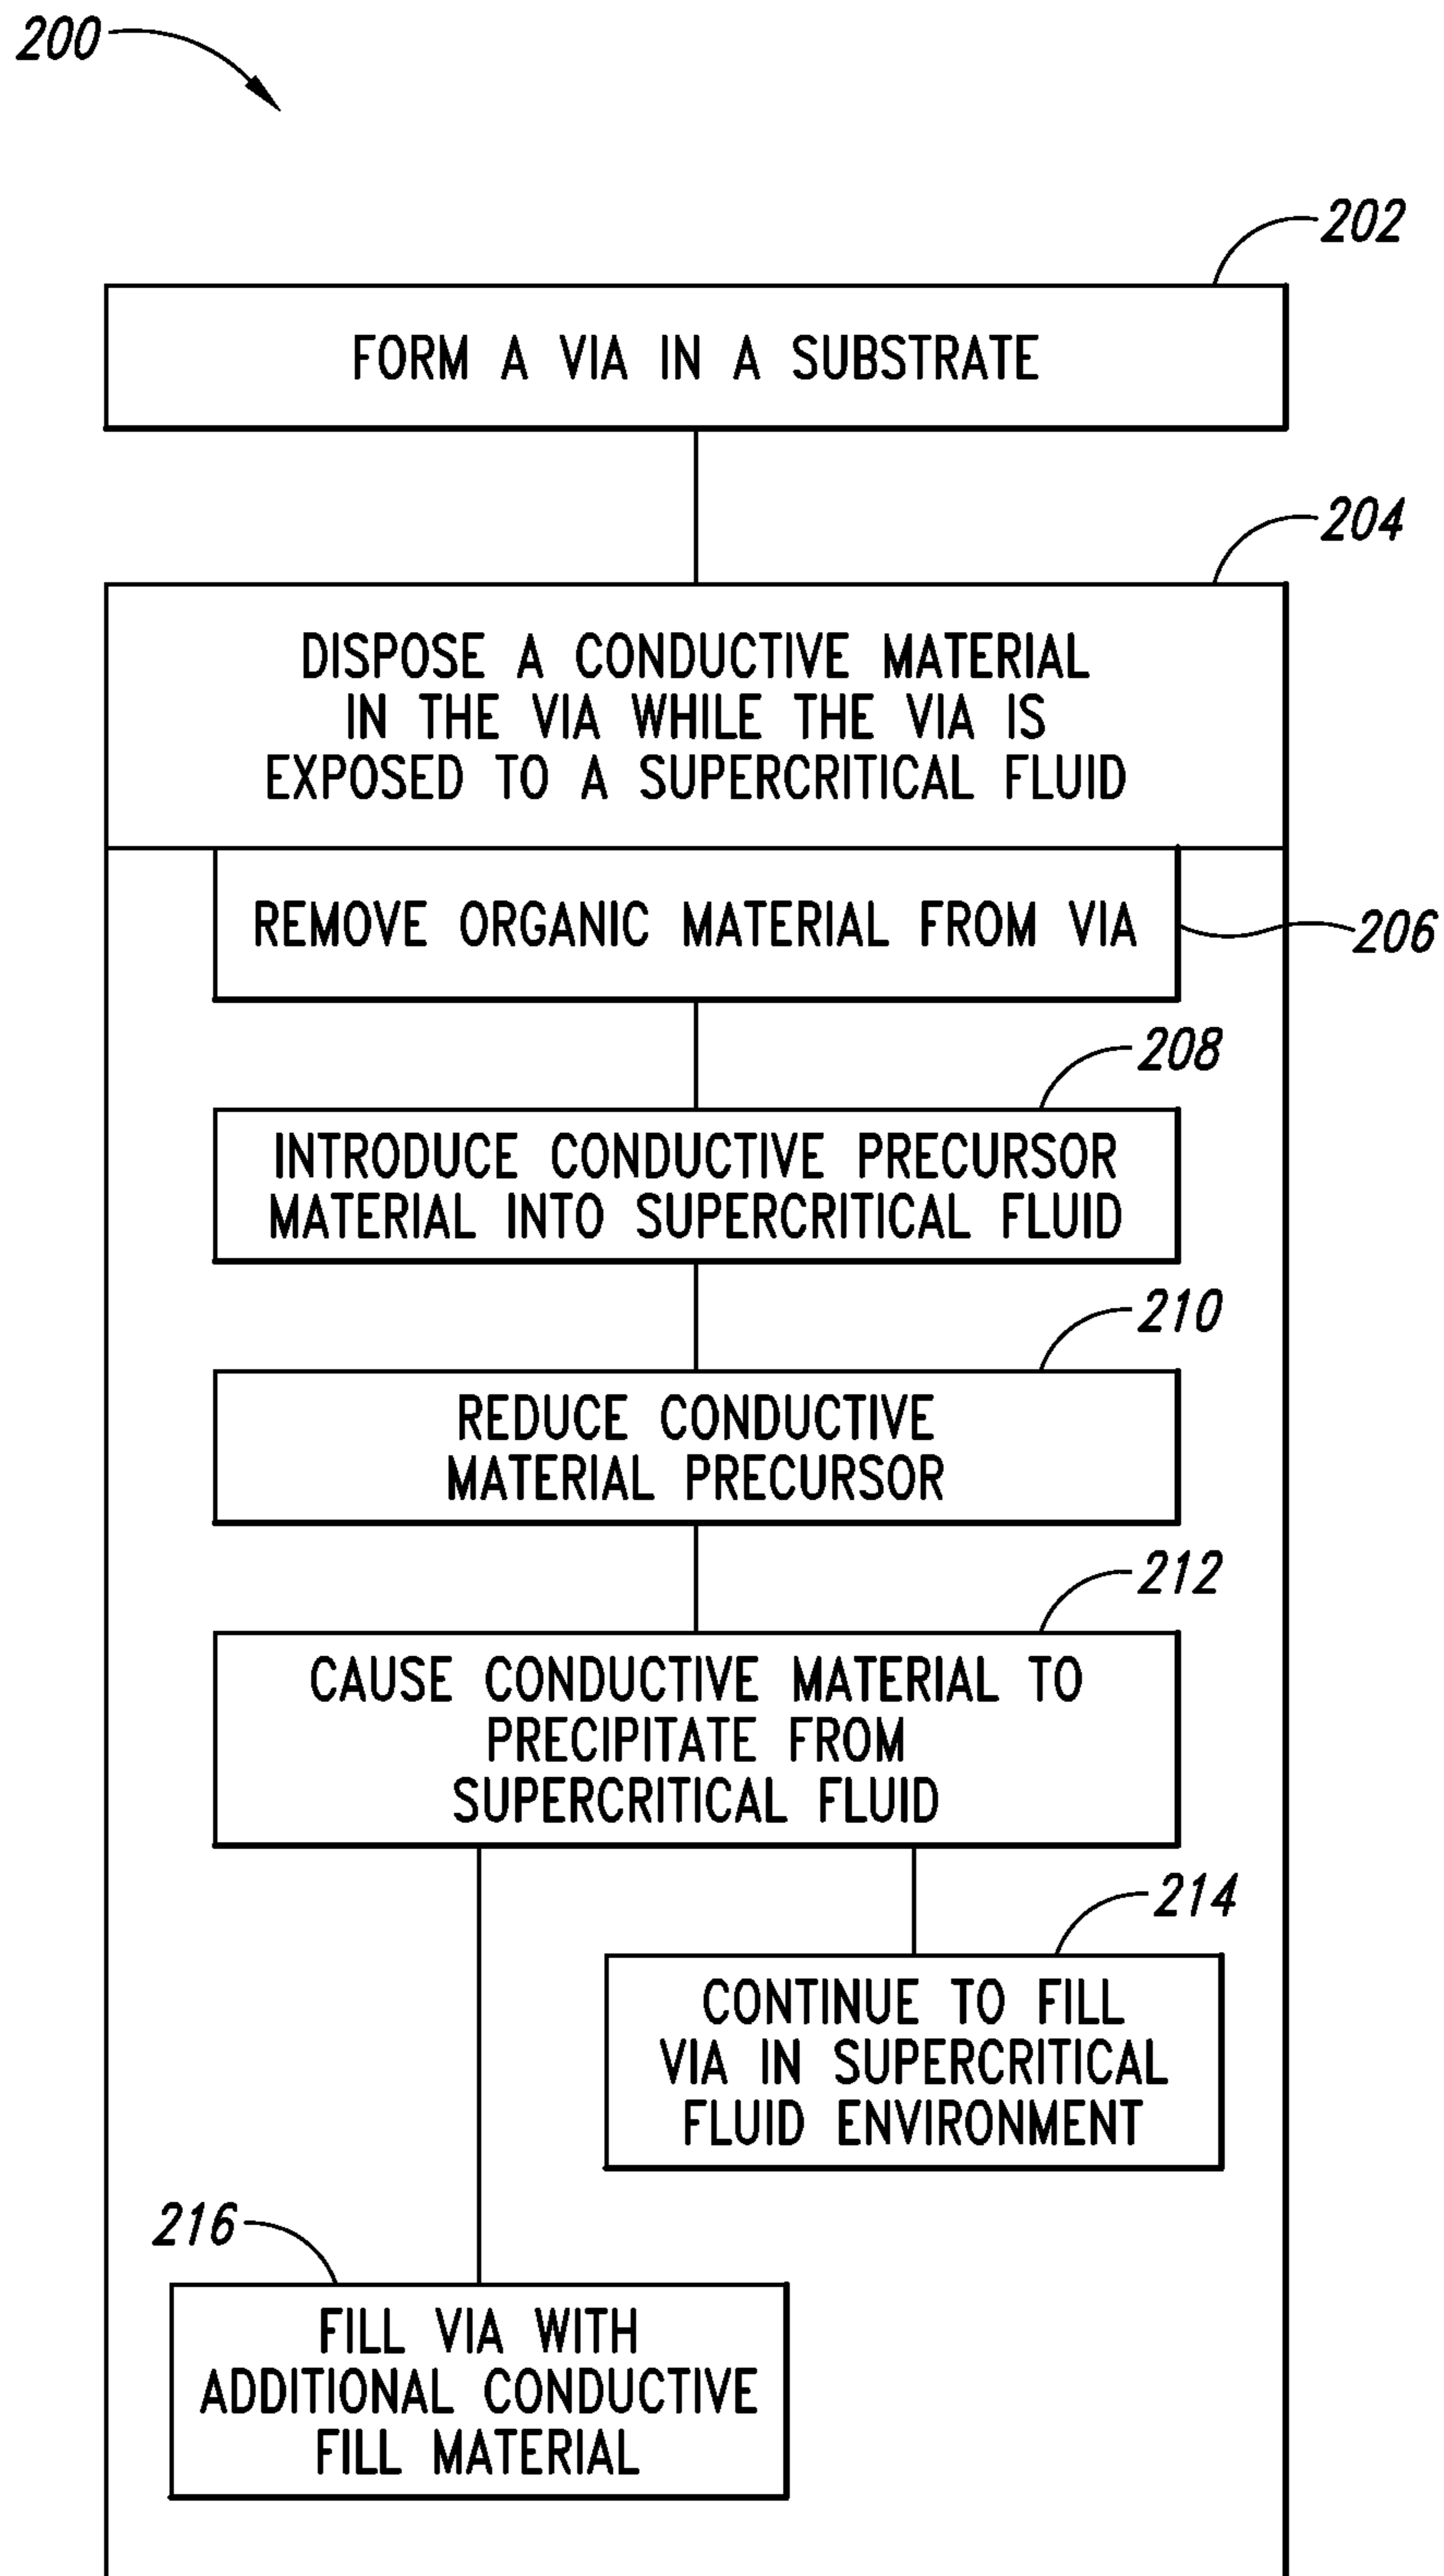 200
202
FORM A VIA IN A SUBSTRATE
204
DISPOSE A CONDUCTIVE MATERIAL
IN THE VIA WHILE THE VIA IS
EXPOSED TO A SUPERCRITICAL FLUID
REMOVE ORGANIC MATERIAL FROM VIA
206
208
INTRODUCE CONDUCTIVE PRECURSOR
MATERIAL INTO SUPERCRITICAL FLUID
210
REDUCE CONDUCTIVE
MATERIAL PRECURSOR
212
CAUSE CONDUCTIVE MATERIAL TO
PRECIPITATE FROM
SUPERCRITICAL FLUID
214
CONTINUE TO FILL
VIA IN SUPERCRITICAL
FLUID ENVIRONMENT
216
FILL VIA WITH
ADDITIONAL CONDUCTIVE
FILL MATERIAL